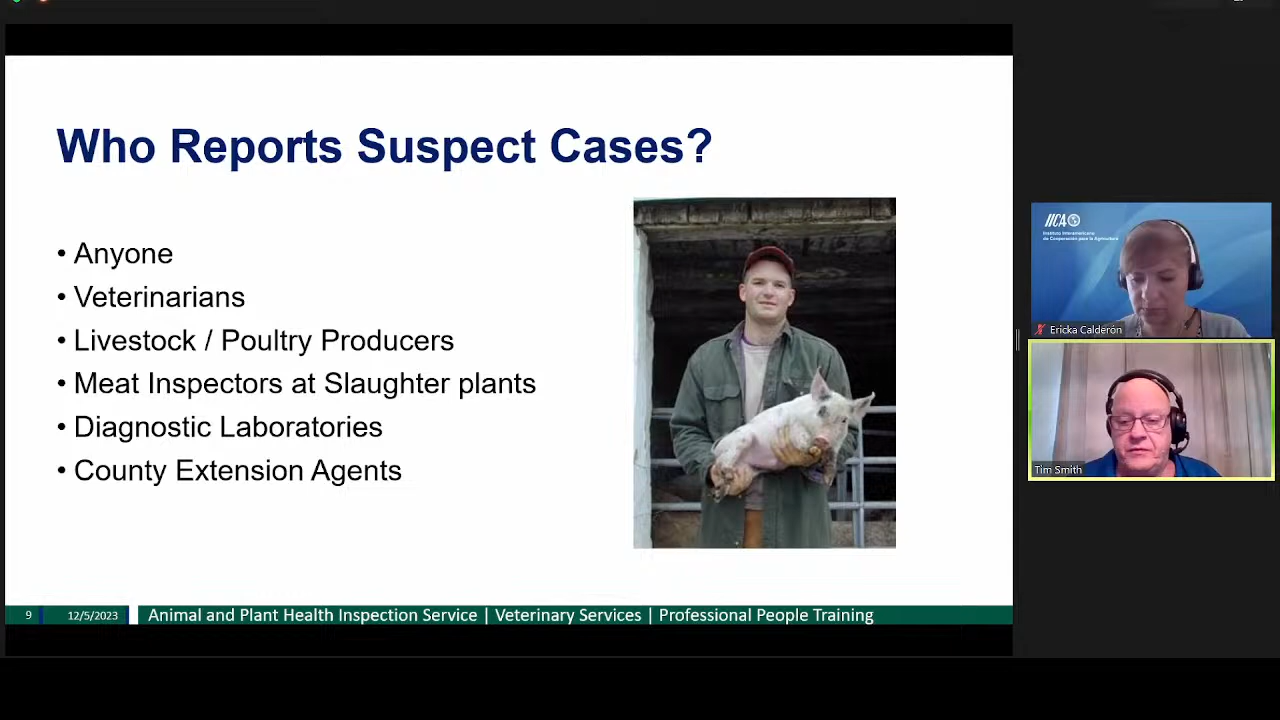 Who Reports Suspect Cases?
• Anyone
• Veterinarians
• Livestock / Poultry Producers
• Meat Inspectors at Slaughter plants
• Diagnostic Laboratories
• County Extension Agents
9
12/5/2023
Animal and Plant Health Inspection Service | Veterinary Services | Professional People Training
IICA
Instituto Interamericano
de Cooperación para la Agricultura
Ericka Calderón
Tim Smith